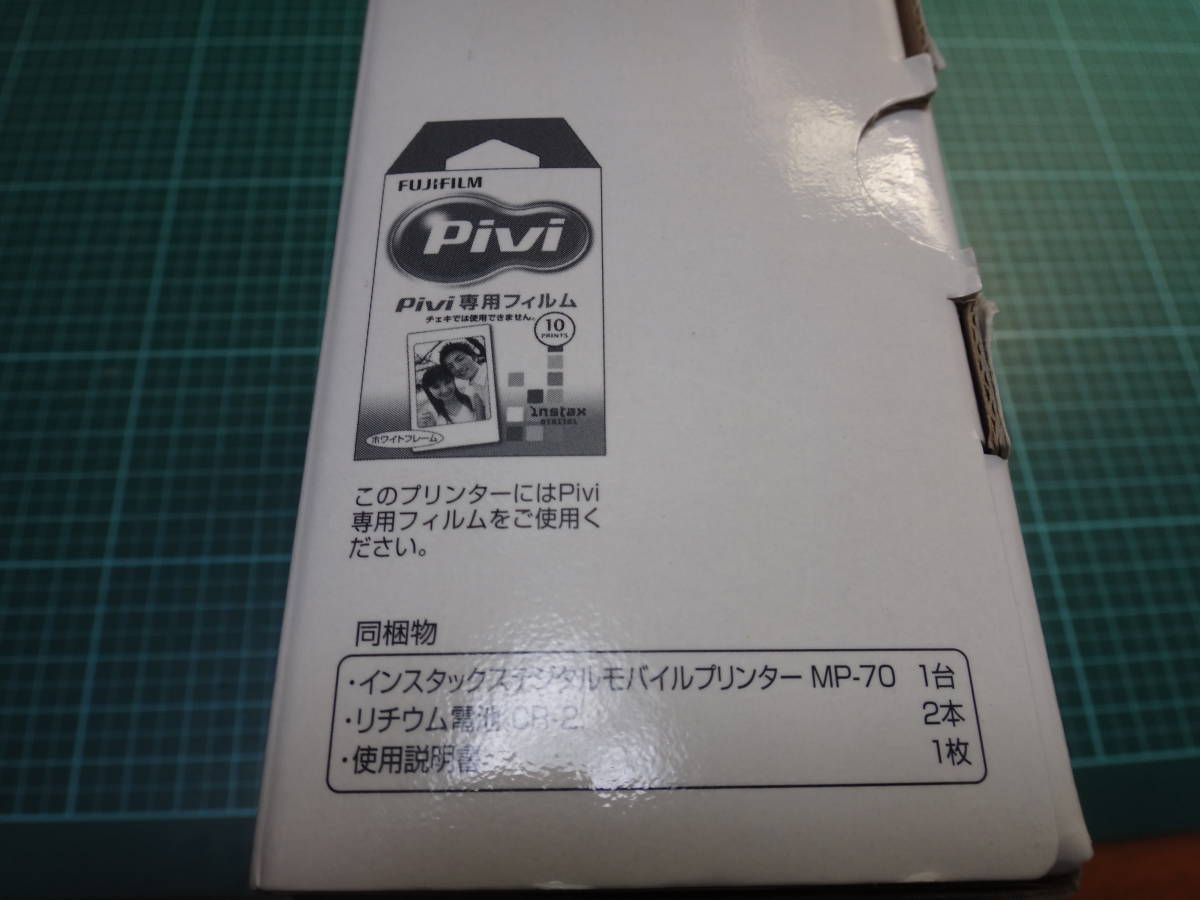 FUJIFILM
Pivi
Pivi専用フィルム
チェキでは使用できません。
10
PRINTS
instax
DIGITAL
ホワイトフレーム
このプリンターにはPivi
専用フィルムをご使用く
ださい。
同梱物
・インスタックスデジタルモバイルプリンター MP-70 1台
・リチウム電池 CR-2 2本
・使用説明書 1枚